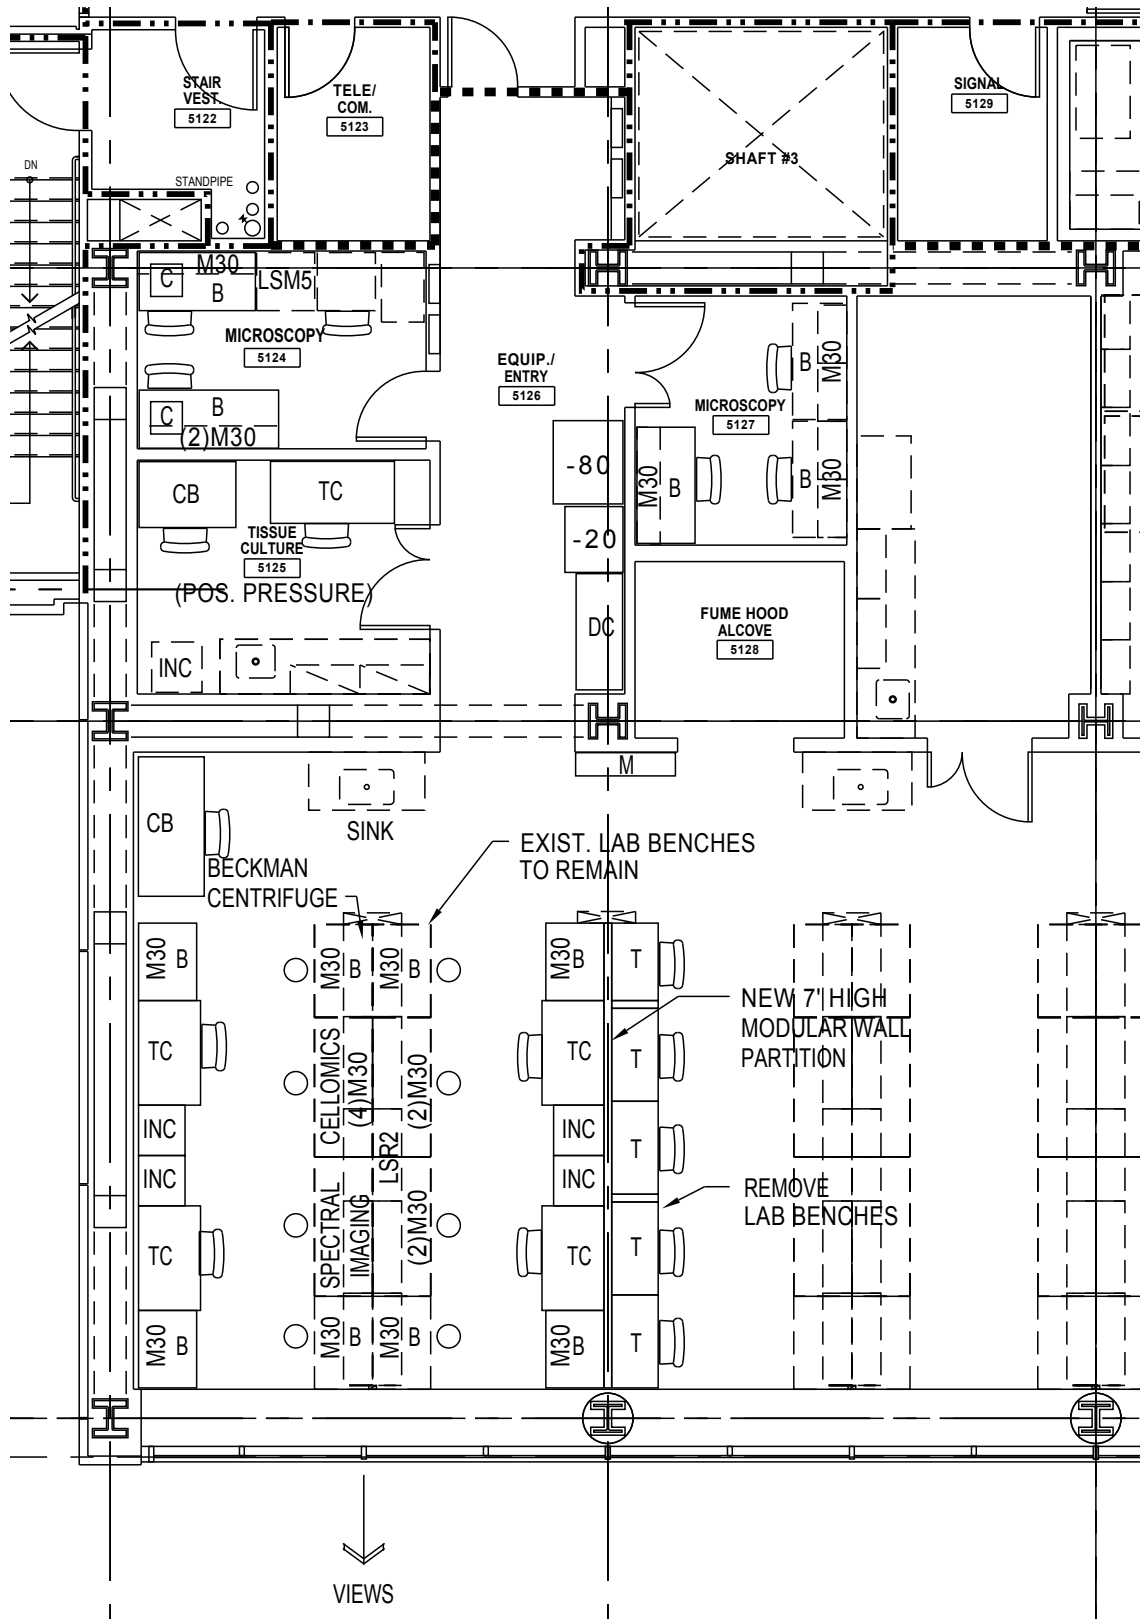 STAIR
VEST.
5122
TELE/
COM.
5123
SIGNAL
5129
SHAFT #3
DN
STANDPIPE
C
M30
B
LSM5
MICROSCOPY
5124
C
B
(2)M30
EQUIP./
ENTRY
5126
B
M30
MICROSCOPY
5127
-80
M30
B
B
M30
CB
TC
TISSUE
CULTURE
5125
(POS. PRESSURE)
-20
DC
FUME HOOD
ALCOVE
5128
INC
M
CB
SINK
EXIST. LAB BENCHES
TO REMAIN
BECKMAN
CENTRIFUGE
M30
B
M30
B
M30
B
M30
B
T
NEW 7' HIGH
MODULAR WALL
PARTITION
TC
CELLOMICS
(4)M30
(2)M30
TC
T
INC
LSR2
INC
T
INC
INC
REMOVE
LAB BENCHES
TC
SPECTRAL
IMAGING
(2)M30
TC
T
M30
B
M30
B
M30
B
M30
B
T
VIEWS